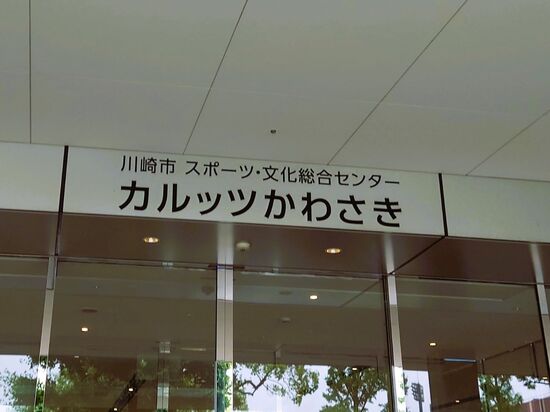 川崎市 スポーツ・文化総合センター
カルッツかわさき